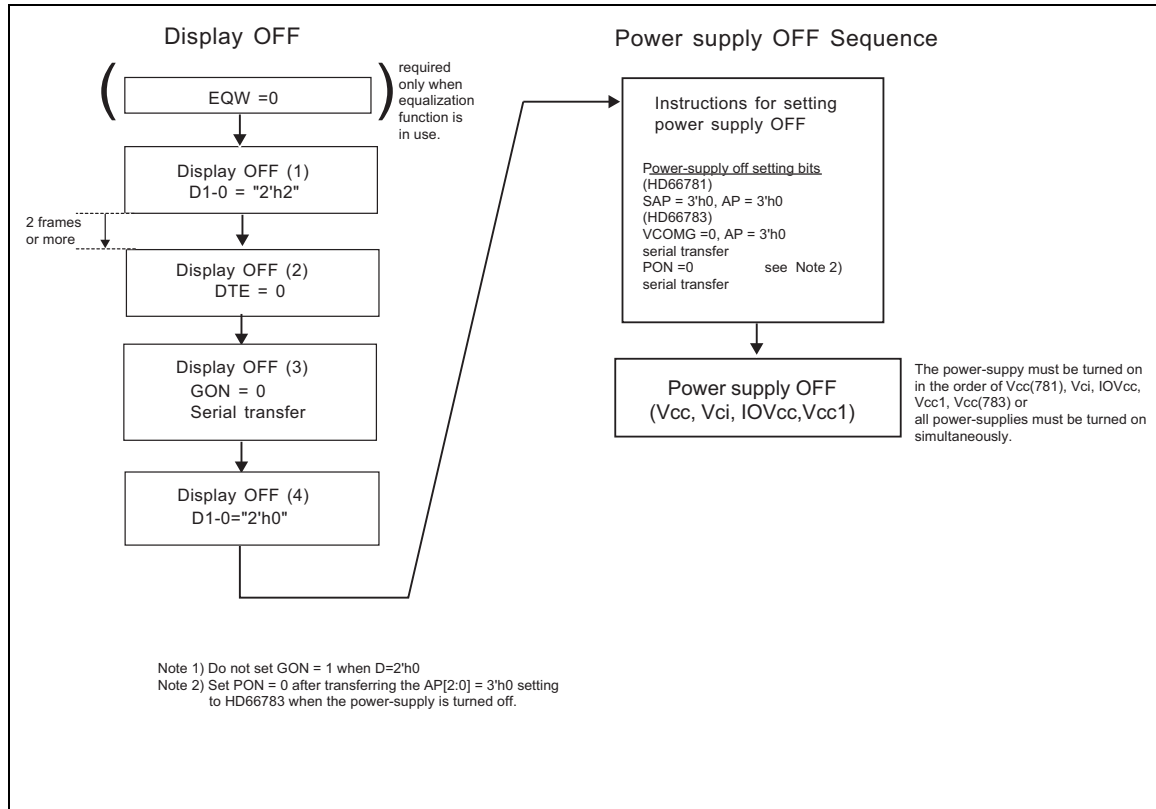 Display OFF
( EQW =0 )
required
only when
equalization
function is
in use.
Display OFF (1)
D1-0 = "2'h2"
2 frames
or more
Display OFF (2)
DTE = 0
Display OFF (3)
GON = 0
Serial transfer
Display OFF (4)
D1-0="2'h0"
Power supply OFF Sequence
Instructions for setting
power supply OFF
Power-supply off setting bits
(HD66781)
SAP = 3'h0, AP = 3'h0
(HD66783)
VCOMG =0, AP = 3'h0
serial transfer
PON =0 see Note 2)
serial transfer
Power supply OFF
(Vcc, Vci, IOVcc,Vcc1)
The power-suppy must be turned on
in the order of Vcc(781), Vci, IOVcc,
Vcc1, Vcc(783) or
all power-supplies must be turned on
simultaneously.
Note 1) Do not set GON = 1 when D=2'h0
Note 2) Set PON = 0 after transferring the AP[2:0] = 3'h0 setting
to HD66783 when the power-supply is turned off.